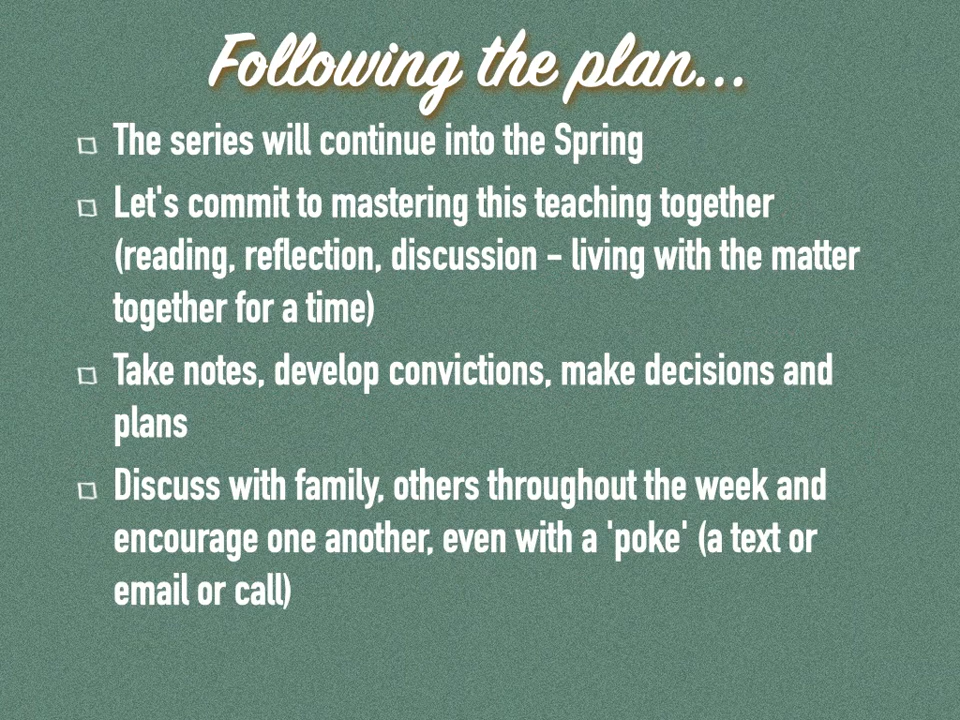 Following the plan...
The series will continue into the Spring
Let's commit to mastering this teaching together
(reading, reflection, discussion – living with the matter
together for a time)
Take notes, develop convictions, make decisions and
plans
Discuss with family, others throughout the week and
encourage one another, even with a 'poke' (a text or
email or call)